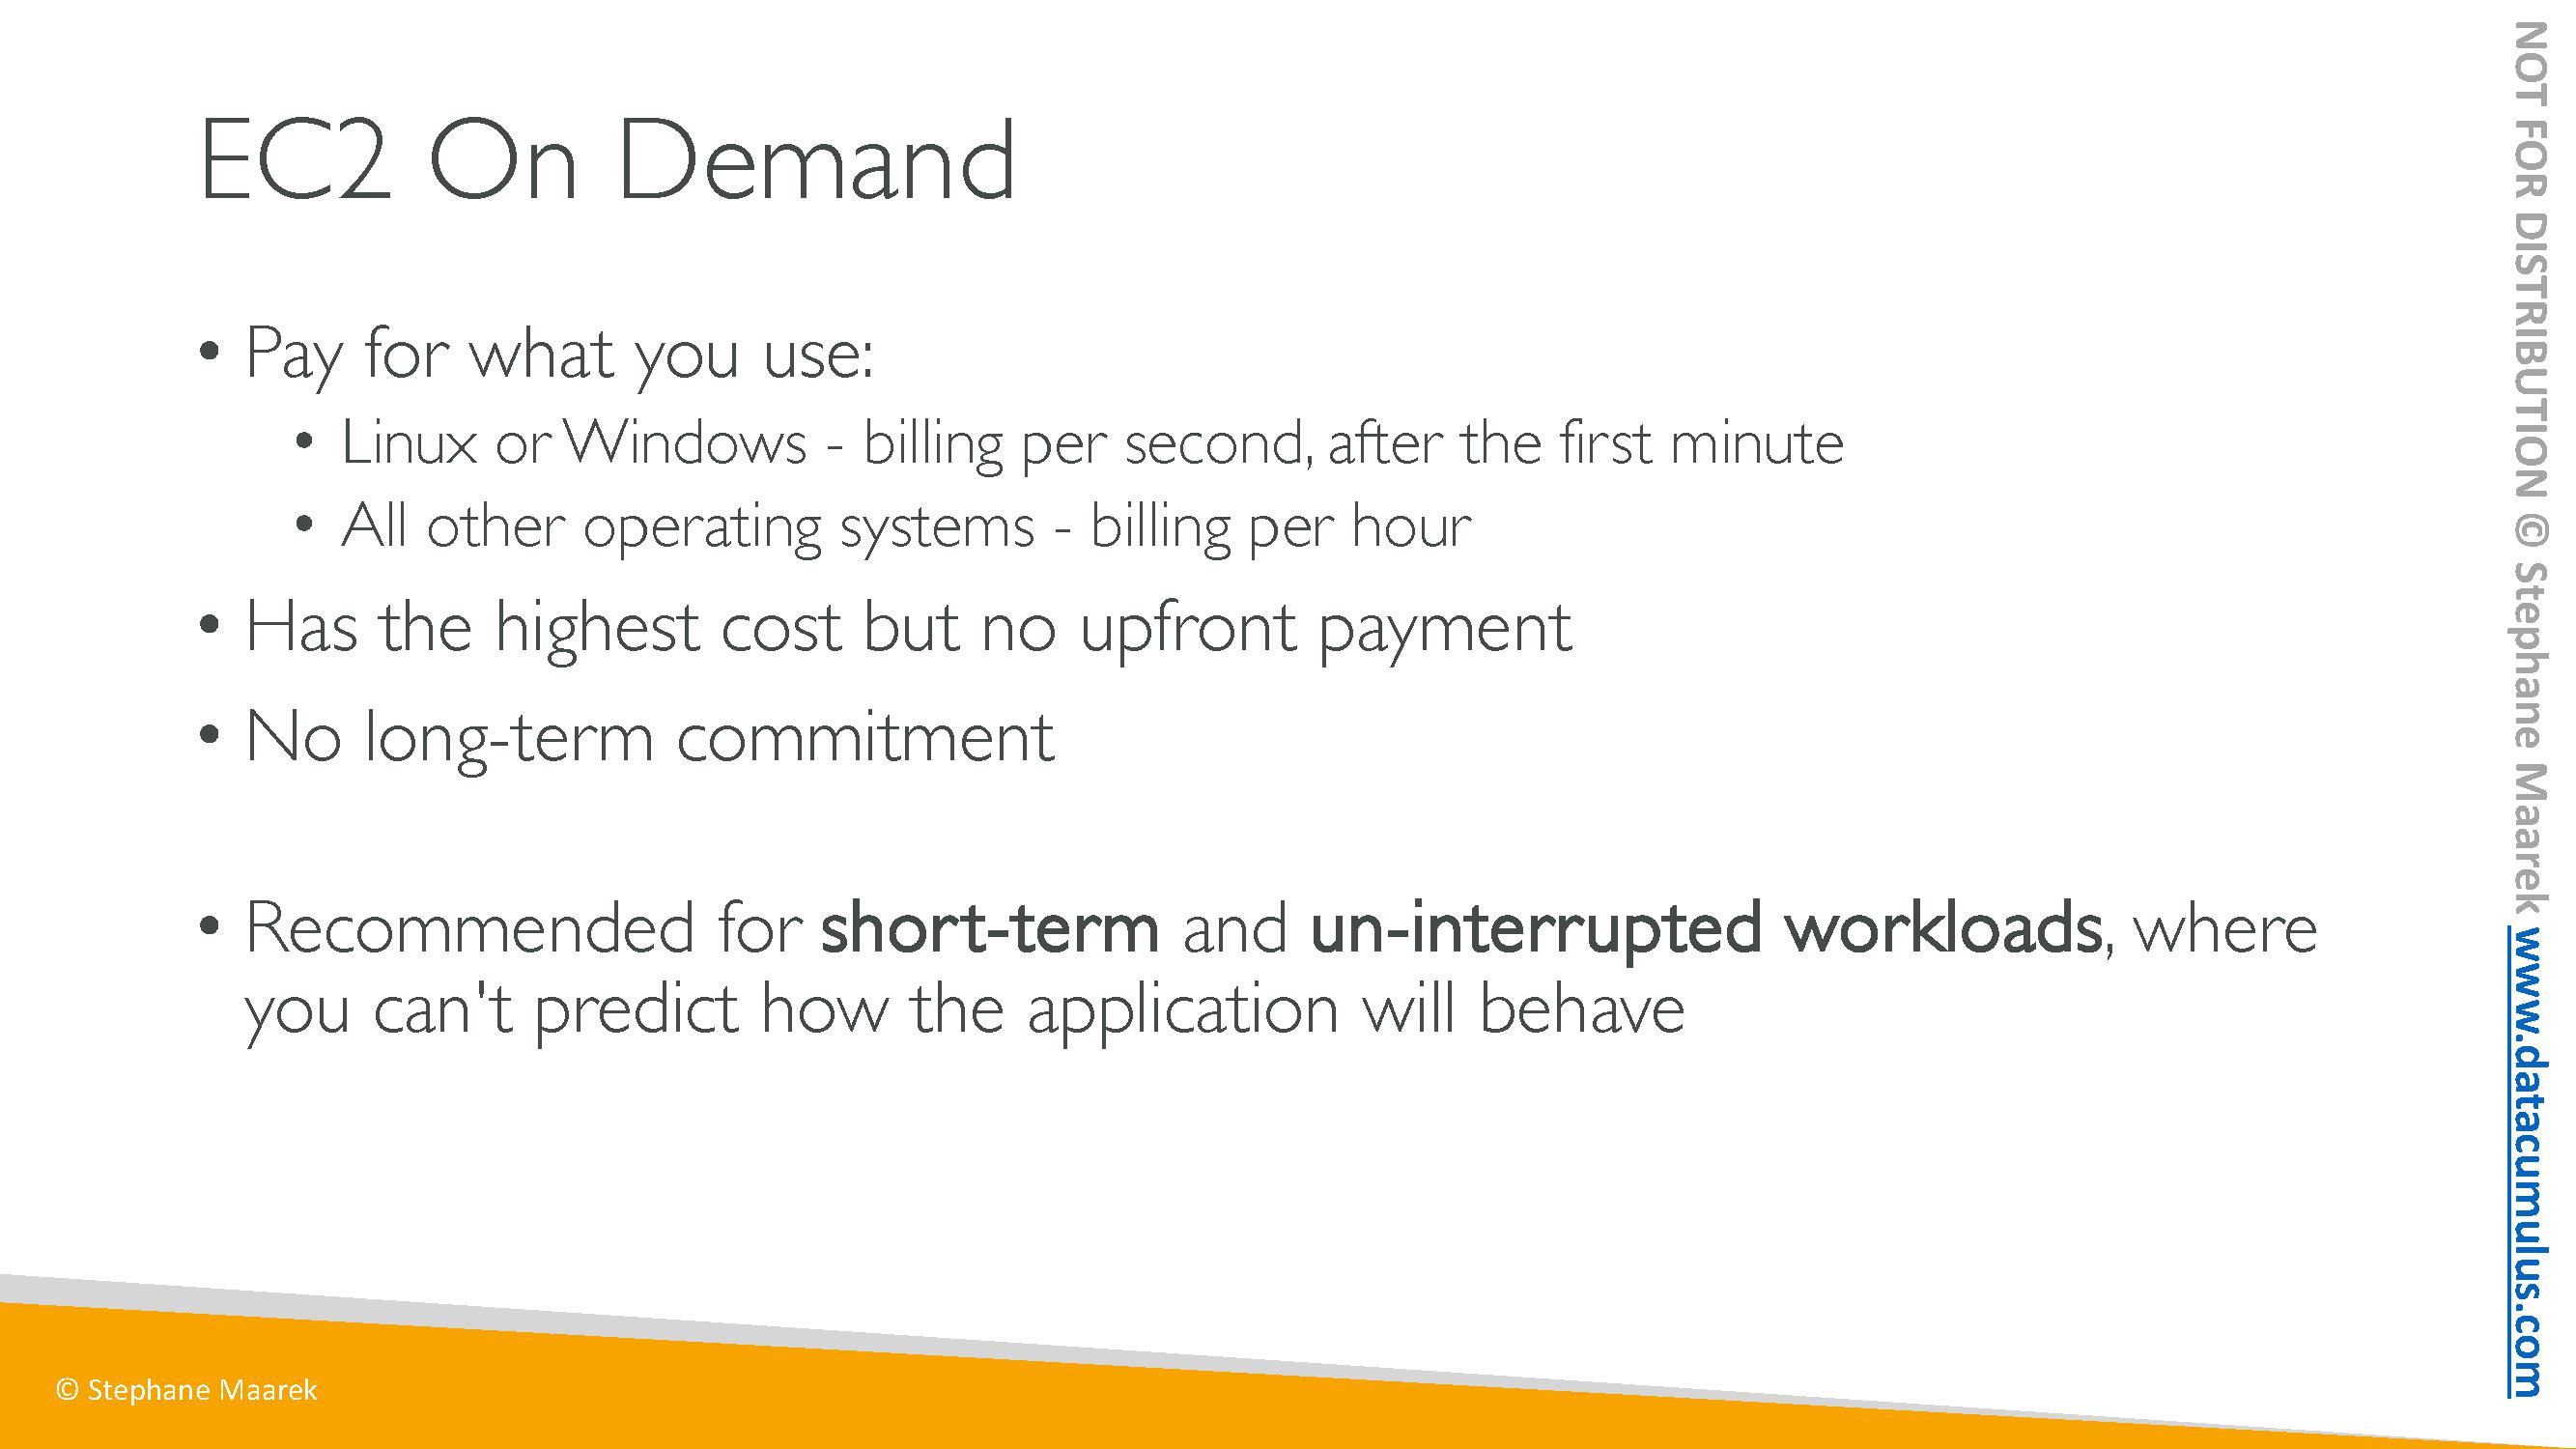 EC2 On Demand
• Pay for what you use:
• Linux or Windows - billing per second, after the first minute
• All other operating systems - billing per hour
• Has the highest cost but no upfront payment
• No long-term commitment
• Recommended for short-term and un-interrupted workloads, where
you can't predict how the application will behave
© Stephane Maarek
NOT FOR DISTRIBUTION © Stephane Maarek www.datacumulus.com